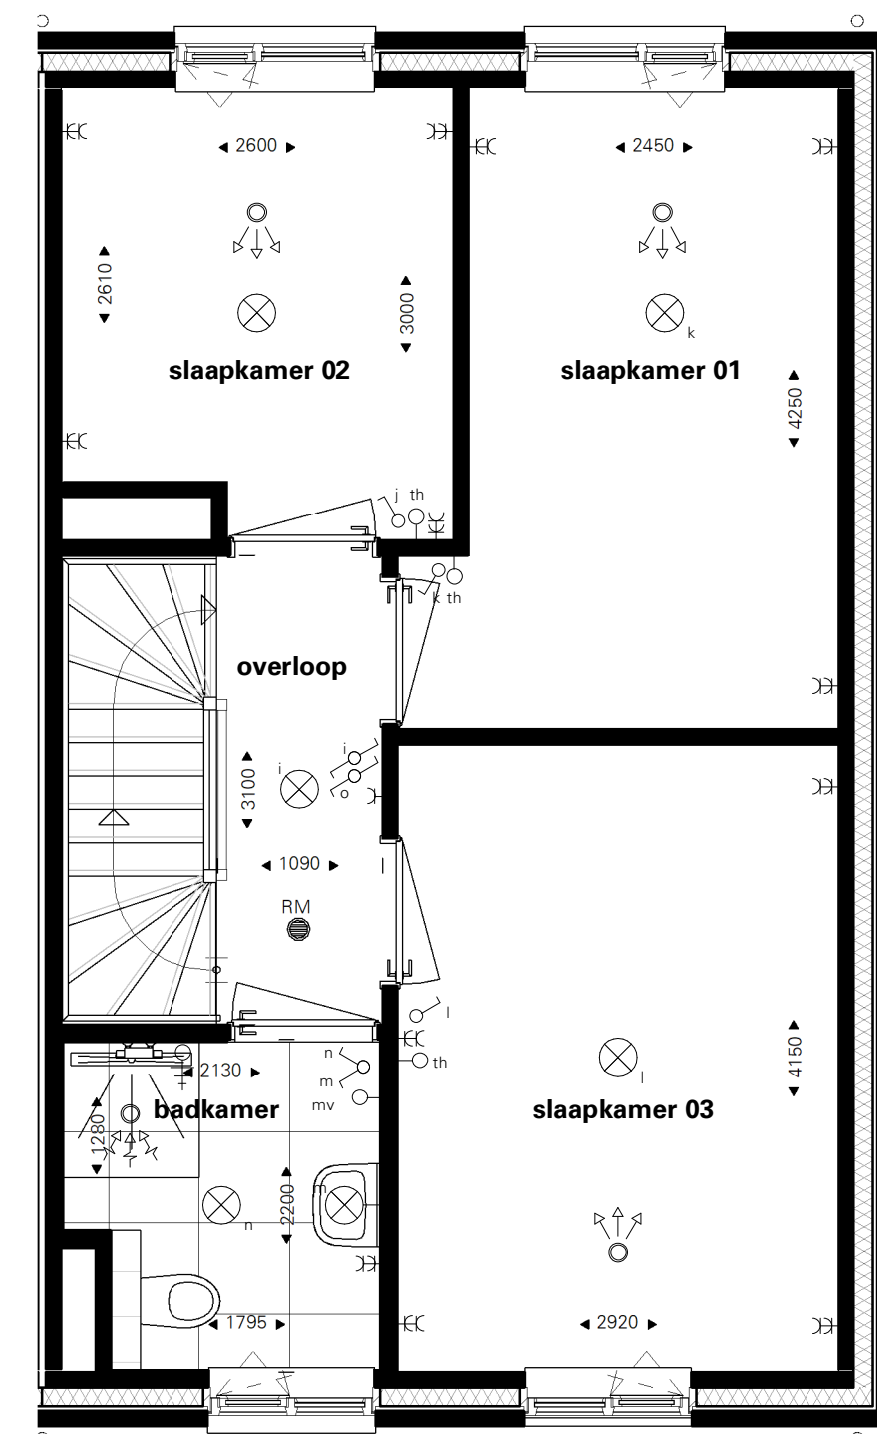 2600
2450
2610
3000
k
slaapkamer 02
slaapkamer 01
4250
j th
k th
overloop
i
i
3100
o
1090
RM
l
th
n
2130
m
4150
l
mv
badkamer
slaapkamer 03
1280
m
2200
n
1795
2920